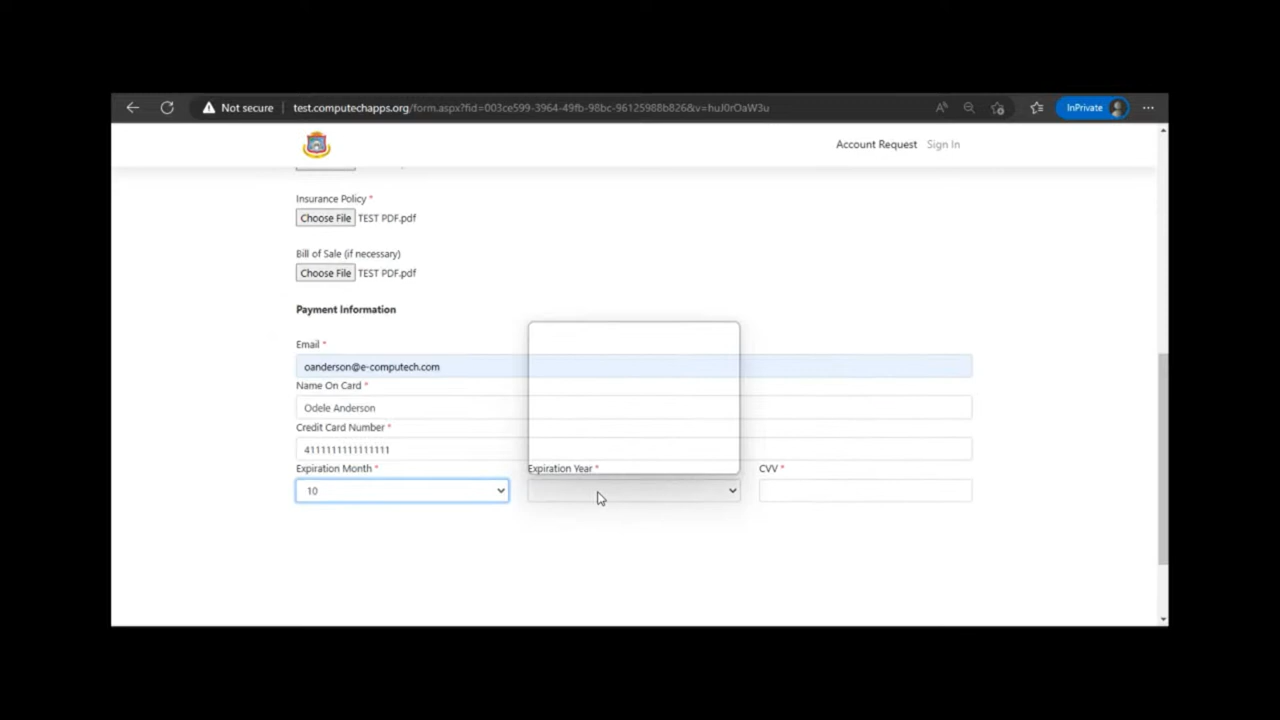 Not secure test.computechapps.org/form.aspx?fid=003ce599-3964-49fb-98bc-96125988b826&v=huJ0rOaW3u InPrivate
Account Request Sign In
Insurance Policy *
Choose File TEST PDF.pdf
Bill of Sale (if necessary)
Choose File TEST PDF.pdf
Payment Information
Email *
oanderson@e-computech.com
Name On Card *
Odele Anderson
Credit Card Number *
4111111111111111
Expiration Month * Expiration Year * CVV *
10